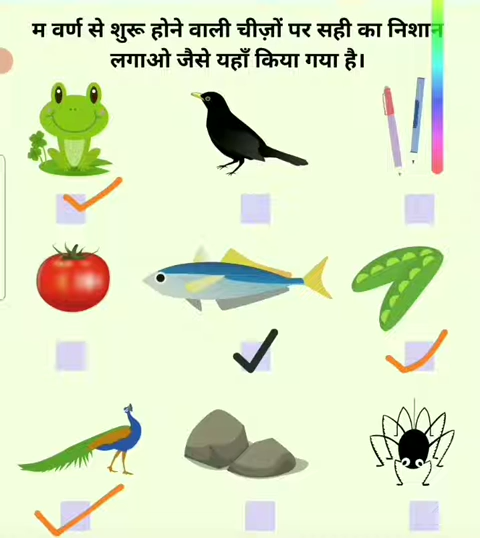 म वर्ण से शुरू होने वाली चीज़ों पर सही का निशान
लगाओ जैसे यहाँ किया गया है।